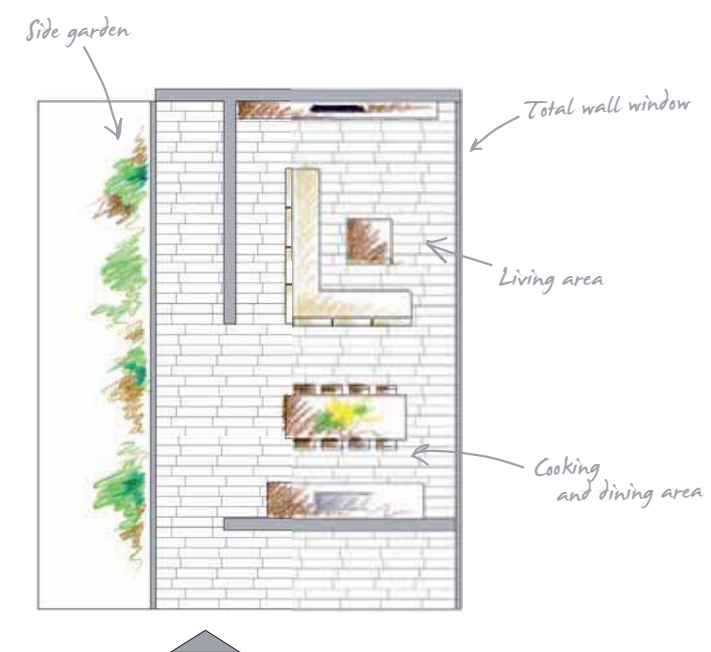 Side garden
Total wall window
Living area
Cooking
and dining area